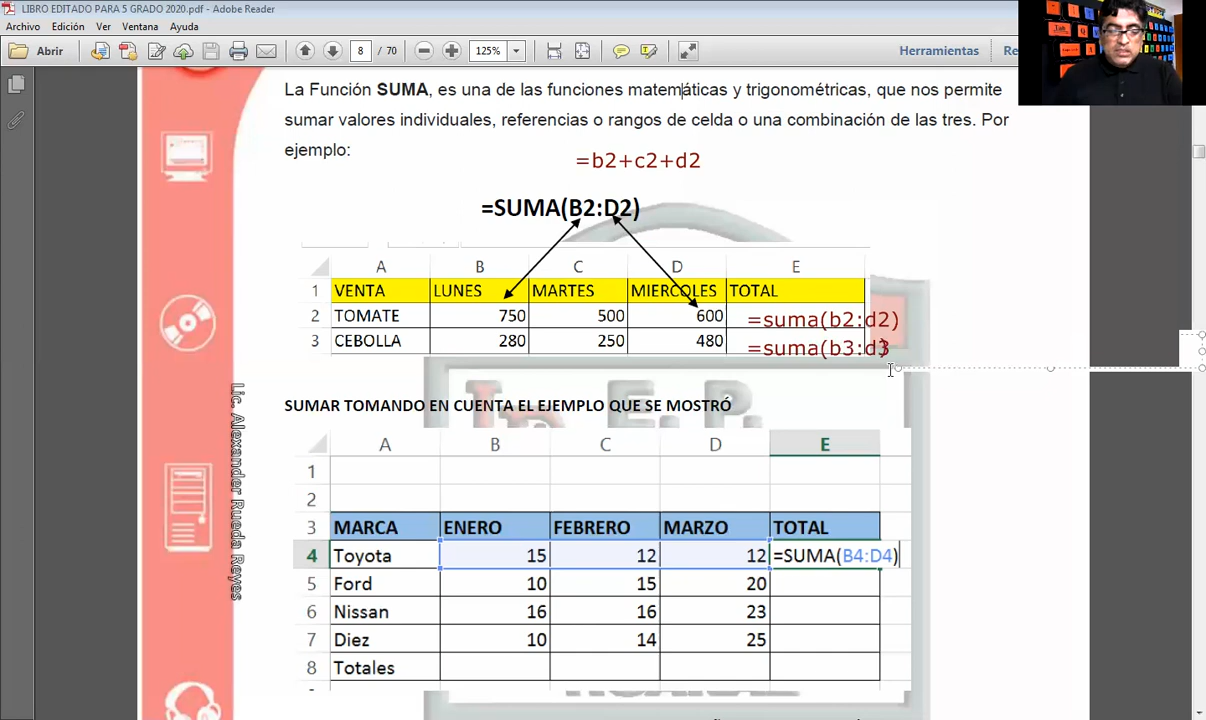 LIBRO EDITADO PARA 5 GRADO 2020.pdf - Adobe Reader
Archivo Edición Ver Ventana Ayuda
Abrir 8 / 70 125% Herramientas
La Función SUMA, es una de las funciones matemáticas y trigonométricas, que nos permite
sumar valores individuales, referencias o rangos de celda o una combinación de las tres. Por
ejemplo:
=b2+c2+d2
=SUMA(B2:D2)
A B C D E
1 VENTA LUNES MARTES MIERCOLES TOTAL
2 TOMATE 750 500 600 =suma(b2:d2)
3 CEBOLLA 280 250 480 =suma(b3:d3
Lic. Alexander Rueda Reyes
SUMAR TOMANDO EN CUENTA EL EJEMPLO QUE SE MOSTRÓ
A B C D E
1
2
3 MARCA ENERO FEBRERO MARZO TOTAL
4 Toyota 15 12 12 =SUMA(B4:D4)
5 Ford 10 15 20
6 Nissan 16 16 23
7 Diez 10 14 25
8 Totales